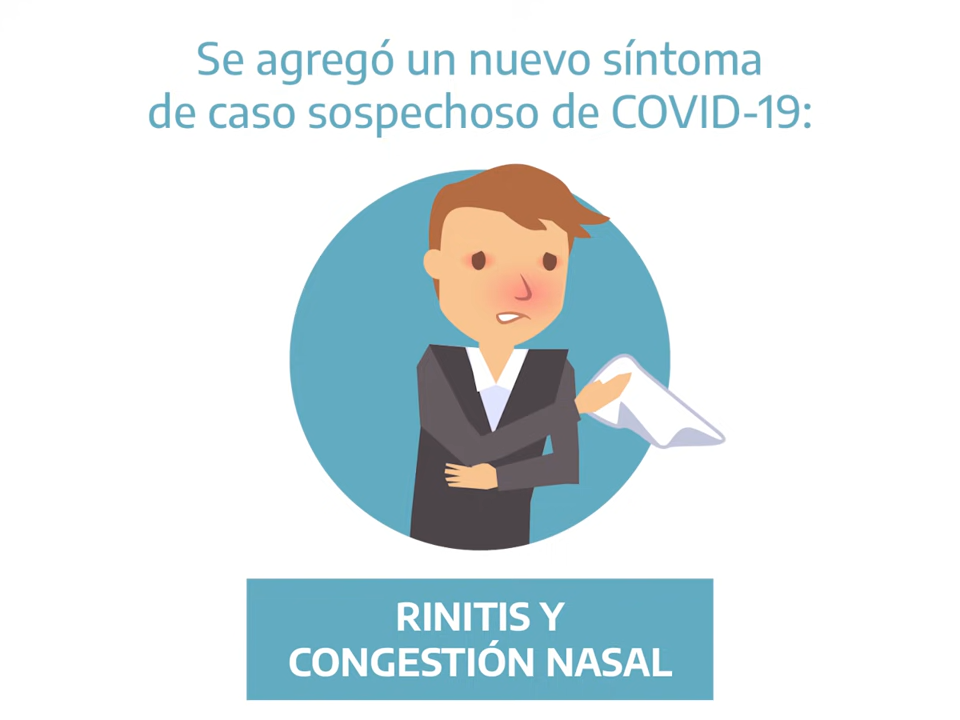 Se agregó un nuevo síntoma
de caso sospechoso de COVID-19:
RINITIS Y
CONGESTIÓN NASAL